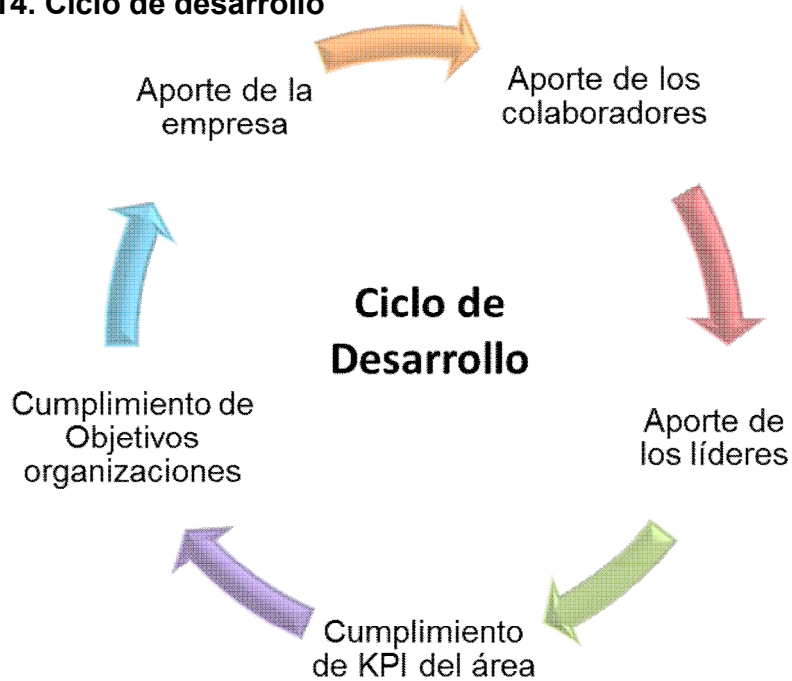 14. Ciclo de desarrollo
Aporte de la
empresa
Aporte de los
colaboradores
Ciclo de
Desarrollo
Aporte de
los líderes
Cumplimiento
de KPI del área
Cumplimiento de
Objetivos
organizaciones